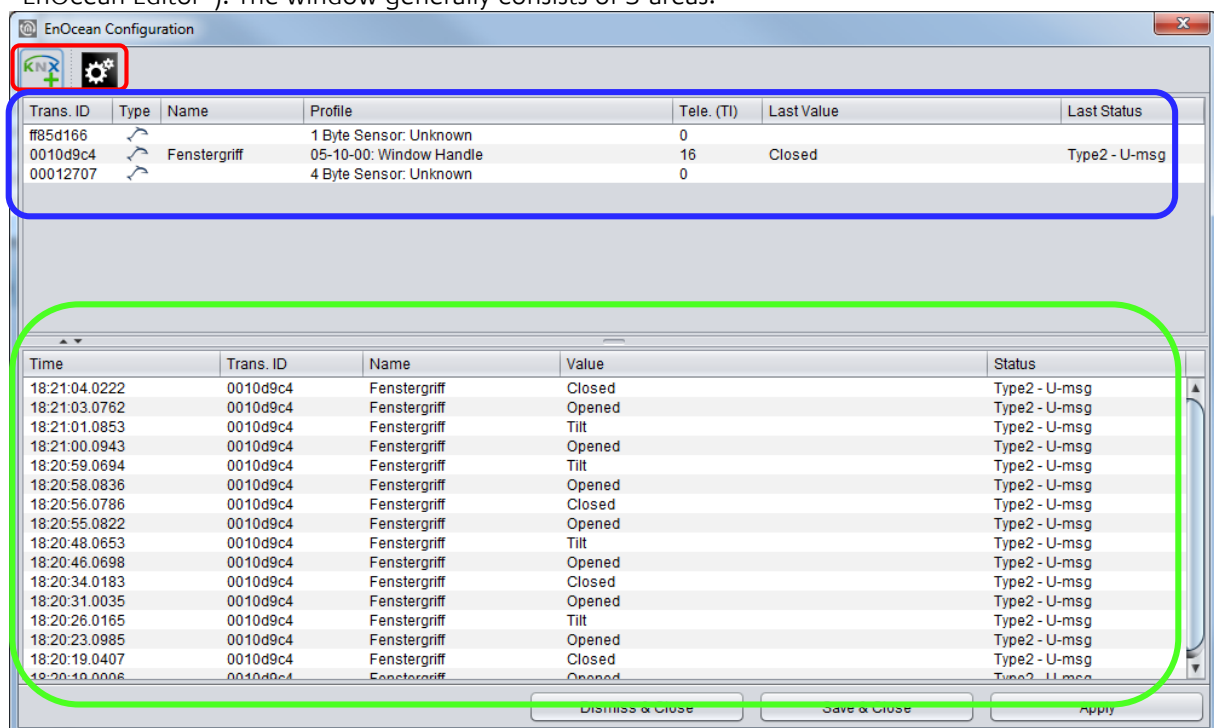 EnOcean Editor"). The window generally consists of 3 areas:
EnOcean Configuration
KNX
Trans. ID Type Name Profile Tele. (TI) Last Value Last Status
ff85d166 1 Byte Sensor: Unknown 0
0010d9c4 Fenstergriff 05-10-00: Window Handle 16 Closed Type2 - U-msg
00012707 4 Byte Sensor: Unknown 0
Time Trans. ID Name Value Status
18:21:04.0222 0010d9c4 Fenstergriff Closed Type2 - U-msg
18:21:03.0762 0010d9c4 Fenstergriff Opened Type2 - U-msg
18:21:01.0853 0010d9c4 Fenstergriff Tilt Type2 - U-msg
18:21:00.0943 0010d9c4 Fenstergriff Opened Type2 - U-msg
18:20:59.0694 0010d9c4 Fenstergriff Tilt Type2 - U-msg
18:20:58.0836 0010d9c4 Fenstergriff Opened Type2 - U-msg
18:20:56.0786 0010d9c4 Fenstergriff Closed Type2 - U-msg
18:20:55.0822 0010d9c4 Fenstergriff Opened Type2 - U-msg
18:20:48.0653 0010d9c4 Fenstergriff Tilt Type2 - U-msg
18:20:46.0698 0010d9c4 Fenstergriff Opened Type2 - U-msg
18:20:34.0183 0010d9c4 Fenstergriff Closed Type2 - U-msg
18:20:31.0035 0010d9c4 Fenstergriff Opened Type2 - U-msg
18:20:26.0165 0010d9c4 Fenstergriff Tilt Type2 - U-msg
18:20:23.0985 0010d9c4 Fenstergriff Opened Type2 - U-msg
18:20:19.0407 0010d9c4 Fenstergriff Closed Type2 - U-msg
18:20:19.0006 0010d9c4 Fenstergriff Opened Type2 - U-msg
Dismiss & Close Save & Close Apply